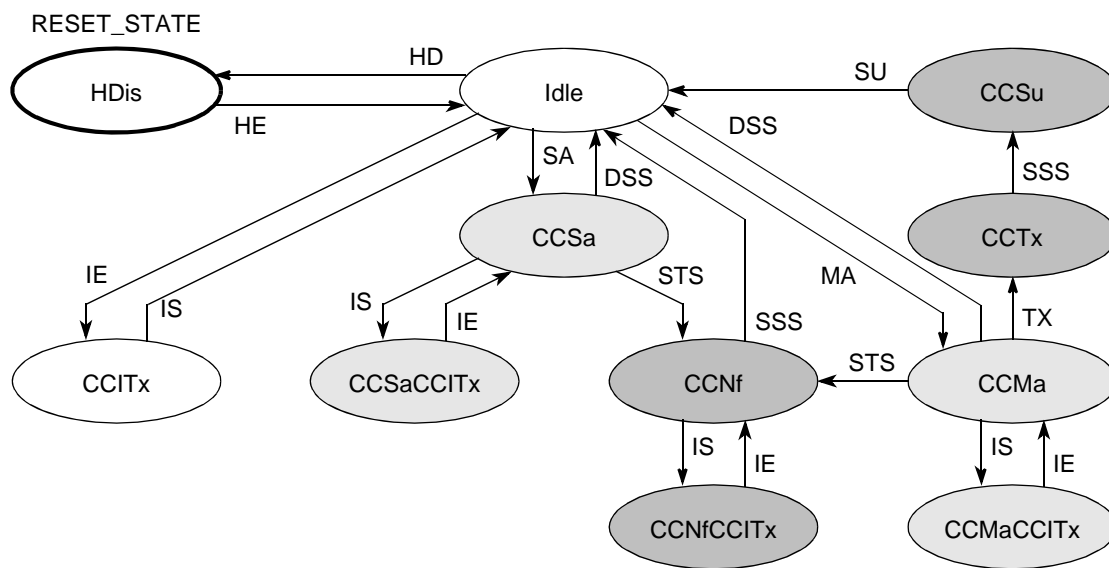 RESET_STATE
HD
SU
HDis
Idle
CCSu
HE
DSS
SA
DSS
SSS
CCSa
CCTx
IE
IS
IS
IE
STS
MA
SSS
TX
STS
CCITx
CCSaCCITx
CCNf
CCMa
IS
IE
IS
IE
CCNfCCITx
CCMaCCITx